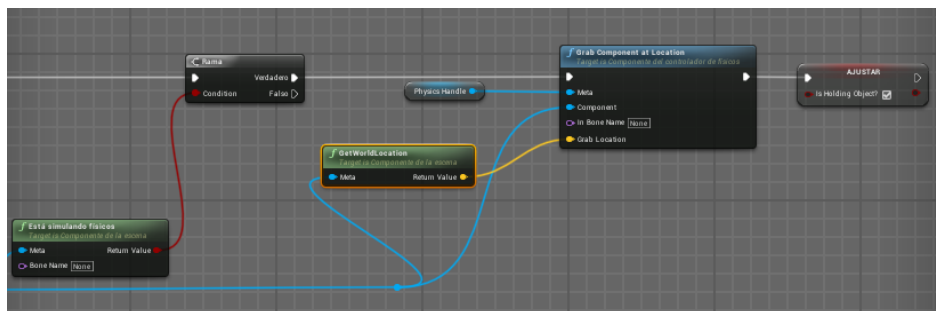 Rama
Verdadero
Condition
Falso
Physics Handle
Grab Component at Location
Target is Componente del controlador de físicos
Meta
Component
In Bone Name None
Grab Location
AJUSTAR
Is Holding Object?
GetWorldLocation
Target is Componente de la escena
Meta
Return Value
Está simulando físicos
Target is Componente de la escena
Meta
Return Value
Bone Name None